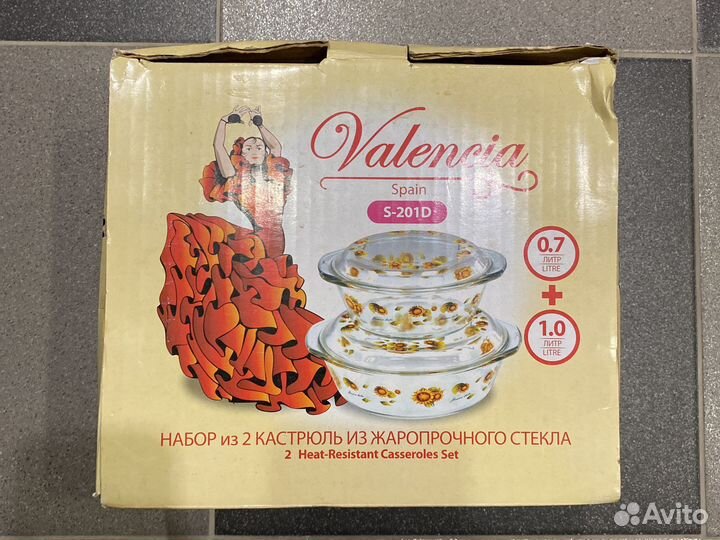 Valencia
Spain
S-201D
0.7
ЛИТР
LITRE
+
1.0
ЛИТР
LITRE
НАБОР из 2 КАСТРЮЛЬ ИЗ ЖАРОПРОЧНОГО СТЕКЛА
2 Heat-Resistant Casseroles Set
Avito